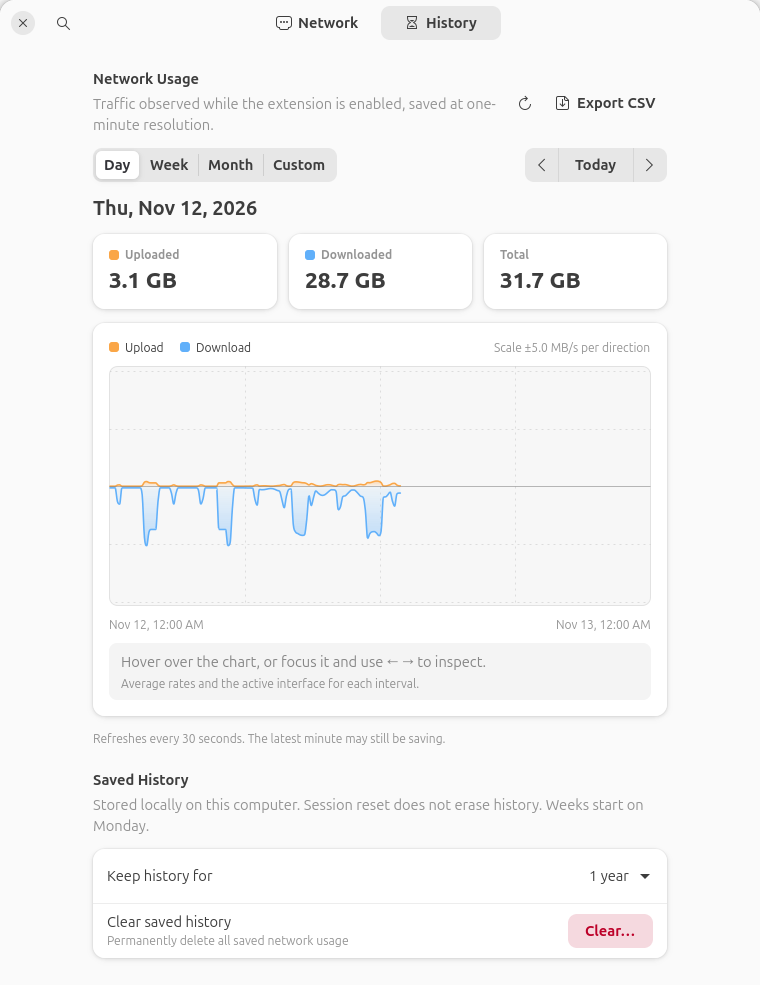 Network
History
Network Usage
Traffic observed while the extension is enabled, saved at one-
minute resolution.
Export CSV
Day Week Month Custom
Today
Thu, Nov 12, 2026
Uploaded
3.1 GB
Downloaded
28.7 GB
Total
31.7 GB
Upload Download Scale ±5.0 MB/s per direction
Nov 12, 12:00 AM Nov 13, 12:00 AM
Hover over the chart, or focus it and use ←→ to inspect.
Average rates and the active interface for each interval.
Refreshes every 30 seconds. The latest minute may still be saving.
Saved History
Stored locally on this computer. Session reset does not erase history. Weeks start on
Monday.
Keep history for 1 year
Clear saved history
Permanently delete all saved network usage
Clear...